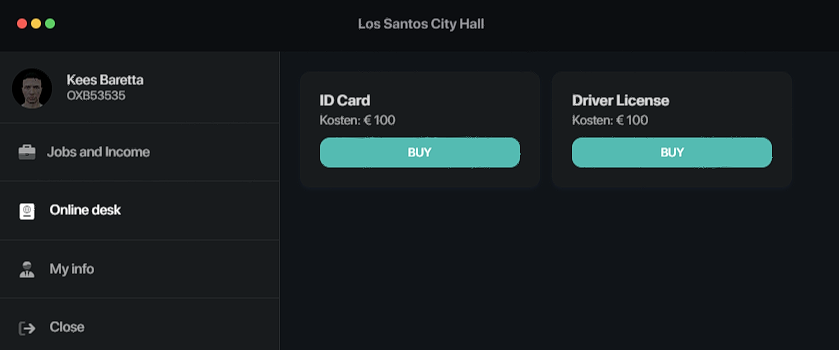 Los Santos City Hall
Kees Baretta
OXB53535
Jobs and Income
Online desk
My info
Close
ID Card
Kosten: € 100
BUY
Driver License
Kosten: € 100
BUY